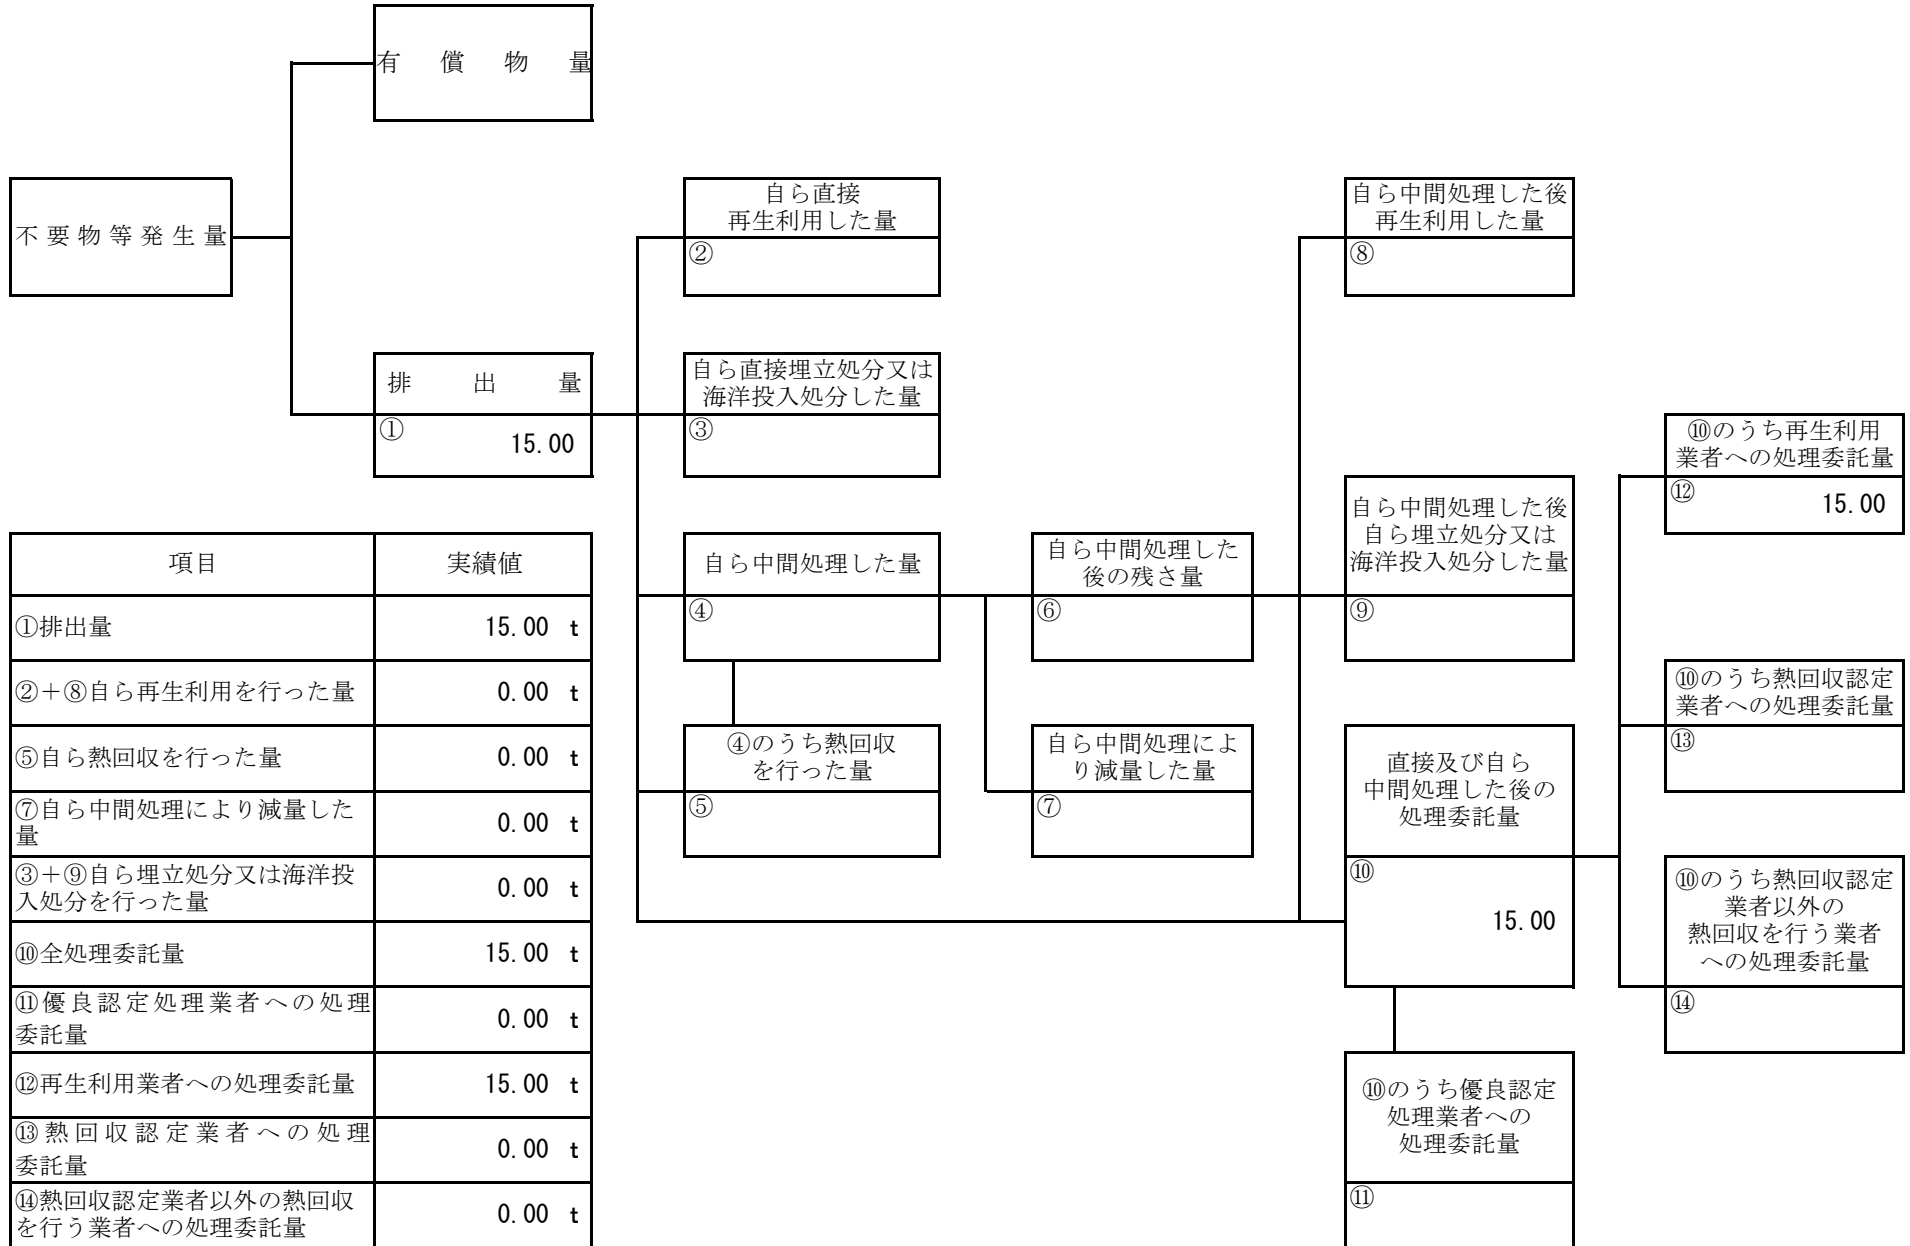 有償物量
不要物等発生量
排出量
①
15.00
自ら直接
再生利用した量
②
自ら直接埋立処分又は
海洋投入処分した量
③
自ら中間処理した量
④
④のうち熱回収
を行った量
⑤
自ら中間処理した
後の残さ量
⑥
自ら中間処理によ
り減量した量
⑦
自ら中間処理した後
再生利用した量
⑧
自ら中間処理した後
自ら埋立処分又は
海洋投入処分した量
⑨
直接及び自ら
中間処理した後の
処理委託量
⑩
15.00
⑩のうち優良認定
処理業者への
処理委託量
⑪
⑩のうち再生利用
業者への処理委託量
⑫
15.00
⑩のうち熱回収認定
業者への処理委託量
⑬
⑩のうち熱回収認定
業者以外の
熱回収を行う業者
への処理委託量
⑭
項目 実績値
①排出量 15.00 t
②＋⑧自ら再生利用を行った量 0.00 t
⑤自ら熱回収を行った量 0.00 t
⑦自ら中間処理により減量した
量 0.00 t
③＋⑨自ら埋立処分又は海洋投
入処分を行った量 0.00 t
⑩全処理委託量 15.00 t
⑪優良認定処理業者への処理
委託量 0.00 t
⑫再生利用業者への処理委託量 15.00 t
⑬熱回収認定業者への処理
委託量 0.00 t
⑭熱回収認定業者以外の熱回収
を行う業者への処理委託量 0.00 t